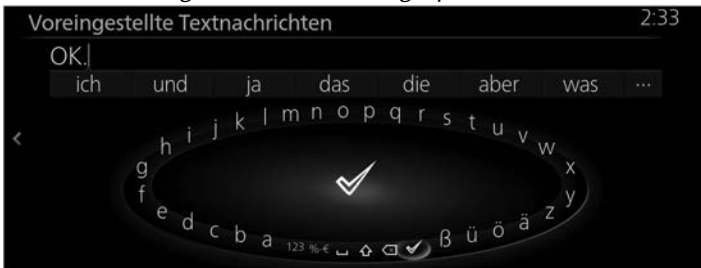 Voreingestellte Textnachrichten 2:33
OK.
ich und ja das die aber was ...
a b c d e f g h i j k l m n o p q r s t u v w x y z ä ö ü ß
123 %-€